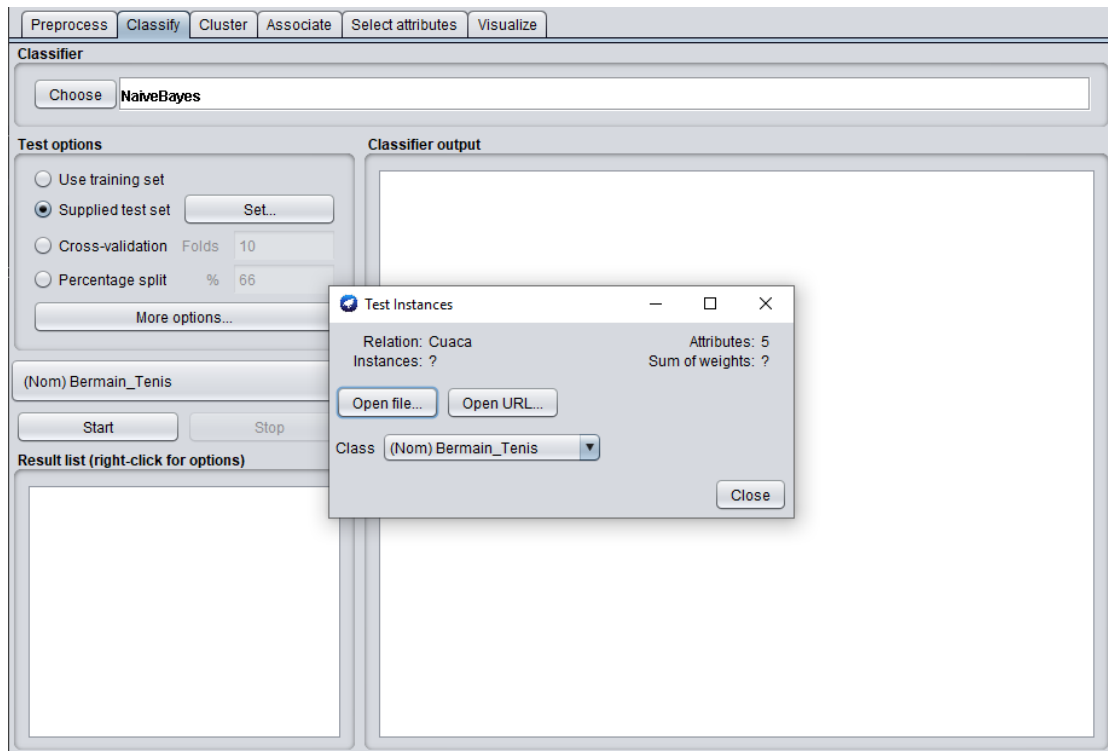 Preprocess Classify Cluster Associate Select attributes Visualize
Classifier
Choose NaiveBayes
Test options
Use training set
Supplied test set Set...
Cross-validation Folds 10
Percentage split % 66
More options...
(Nom) Bermain_Tenis
Start Stop
Result list (right-click for options)
Classifier output
Test Instances
Relation: Cuaca Attributes: 5
Instances: ? Sum of weights: ?
Open file... Open URL...
Class (Nom) Bermain_Tenis
Close